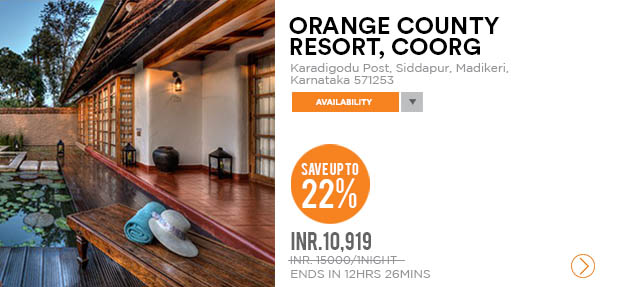 ORANGE COUNTY
RESORT, COORG
Karadigodu Post, Siddapur, Madikeri,
Karnataka 571253
AVAILABILITY
SAVE UP TO
22%
INR.10,919
INR. 15000/1NIGHT
ENDS IN 12HRS 26MINS